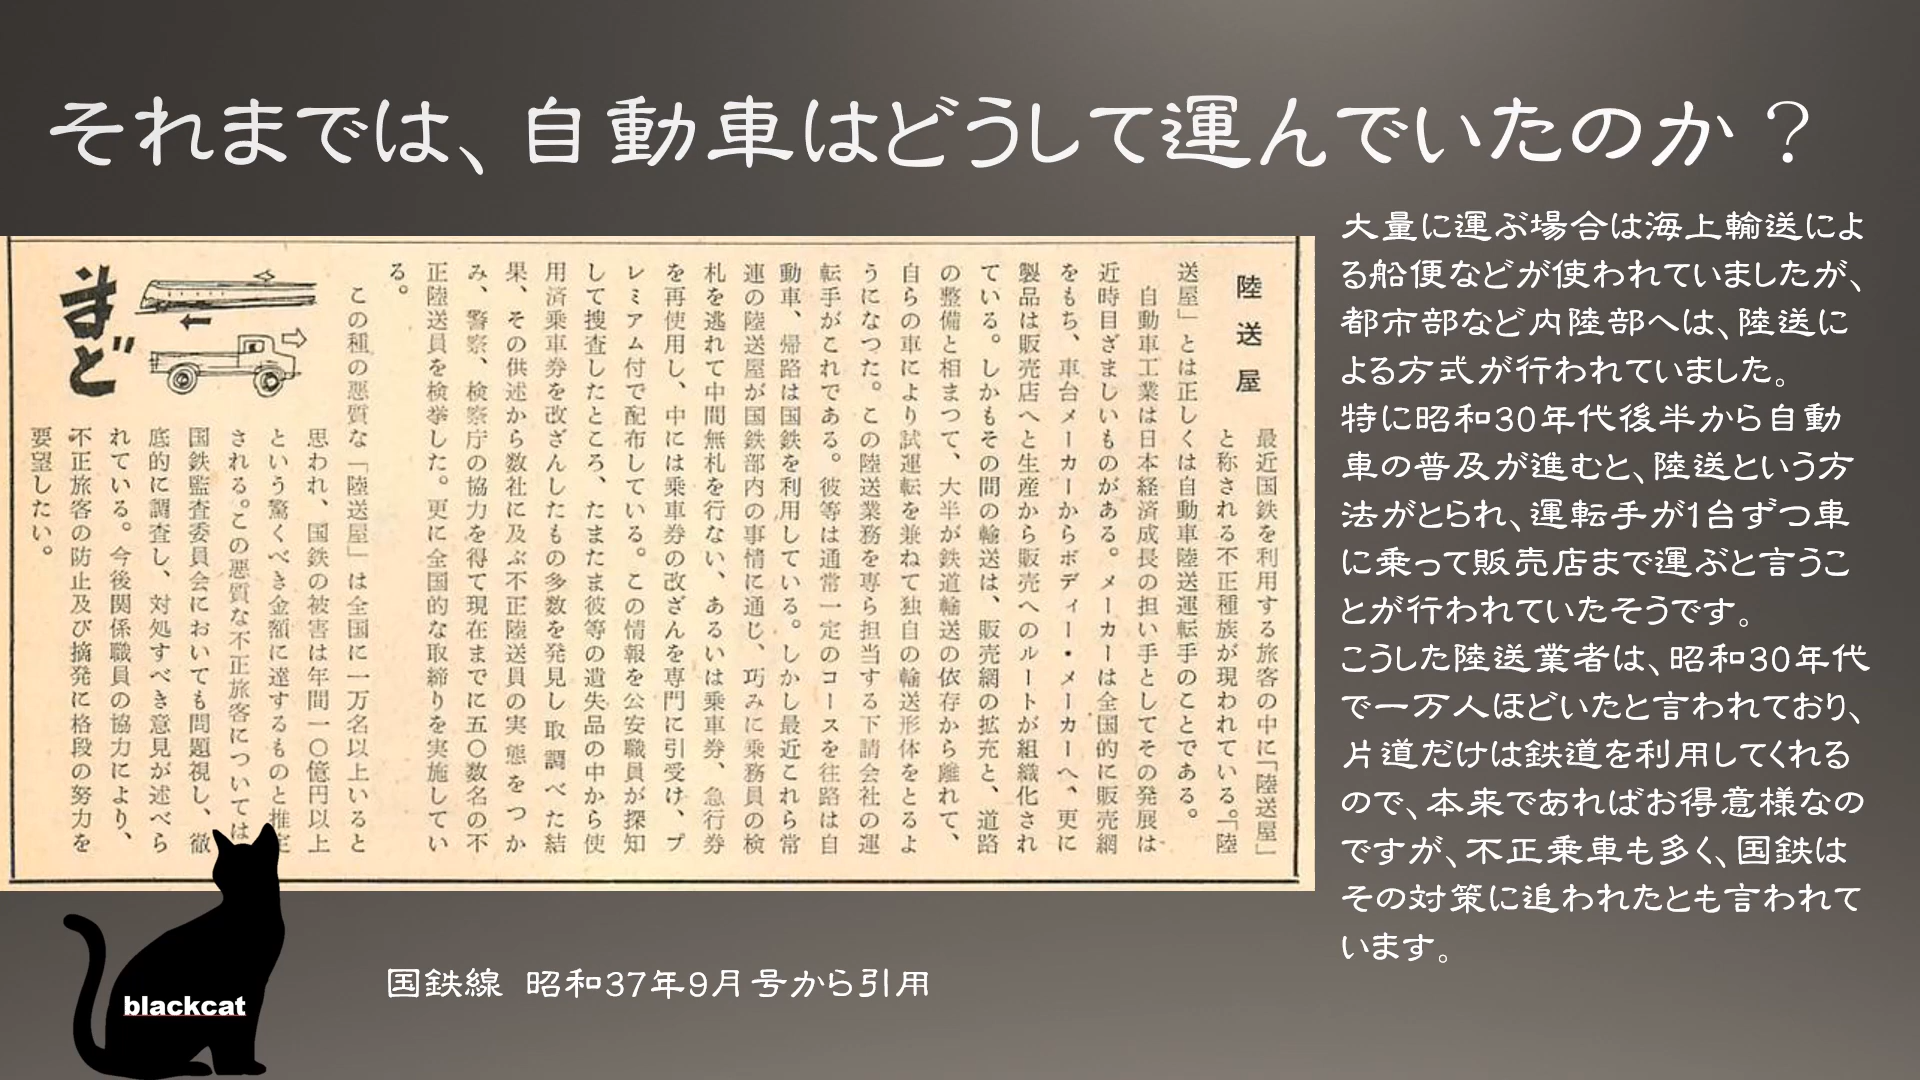 それまでは、自動車はどうして運んでいたのか？
まど
陸送屋
最近国鉄を利用する旅客の中に「陸送屋」
と称される不正種族が現われている。「陸
送屋」とは正しくは自動車陸送運転手のことである。
自動車工業は日本経済成長の担い手としてその発展は
近時目ざましいものがある。メーカーは全国的に販売網
をもち、車台メーカーからボディー・メーカーへ、更に
製品は販売店へと生産から販売へのルートが組織化され
ている。しかもその間の輸送は、販売網の拡充と、道路
の整備と相まつて、大半が鉄道輸送の依存から離れて、
自らの車により試運転を兼ねて独自の輸送形体をとるよ
うになつた。この陸送業務を専ら担当する下請会社の運
転手がこれである。彼等は通常一定のコースを往路は自
動車、帰路は国鉄を利用している。しかし最近これら常
連の陸送屋が国鉄部内の事情に通じ、巧みに乗務員の検
札を逃れて中間無札を行ない、あるいは乗車券、急行券
を再使用し、中には乗車券の改ざんを専門に引受け、プ
レミアム付で配布している。この情報を公安職員が探知
して捜査したところ、たまたま彼等の遺失品の中から使
用済乗車券を改ざんしたもの多数を発見し取調べた結
果、その供述から数社に及ぶ不正陸送員の実態をつか
み、警察、検察庁の協力を得て現在までに五〇数名の不
正陸送員を検挙した。更に全国的な取締りを実施してい
る。
この種の悪質な「陸送屋」は全国に一万名以上いると
思われ、国鉄の被害は年間一〇億円以上
という驚くべき金額に達するものと推定
される。この悪質な不正旅客については
国鉄監査委員会においても問題視し、徹
底的に調査し、対処すべき意見が述べら
れている。今後関係職員の協力により、
不正旅客の防止及び摘発に格段の努力を
要望したい。
大量に運ぶ場合は海上輸送によ
る船便などが使われていましたが、
都市部など内陸部へは、陸送に
よる方式が行われていました。
特に昭和30年代後半から自動
車の普及が進むと、陸送という方
法がとられ、運転手が1台ずつ車
に乗って販売店まで運ぶと言うこ
とが行われていたそうです。
こうした陸送業者は、昭和30年代
で一万人ほどいたと言われており、
片道だけは鉄道を利用してくれる
ので、本来であればお得意様なの
ですが、不正乗車も多く、国鉄は
その対策に追われたとも言われて
います。
国鉄線 昭和37年9月号から引用
blackcat